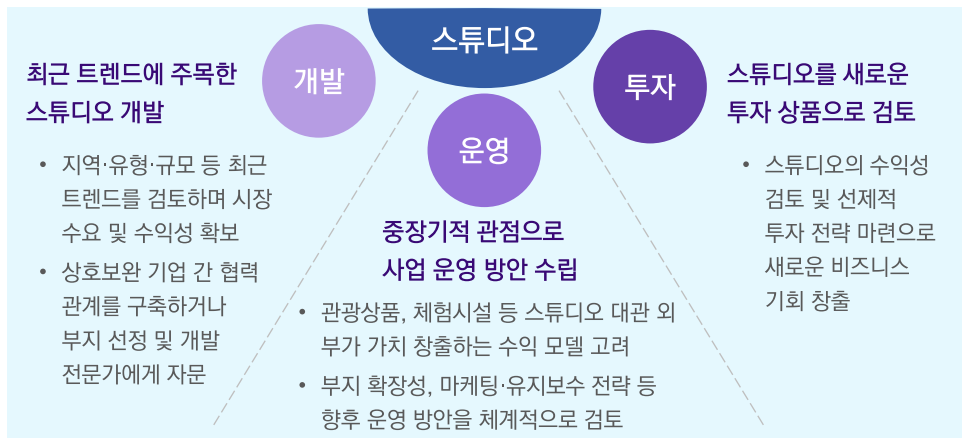 스튜디오
개발
최근 트렌드에 주목한
스튜디오 개발
• 지역·유형·규모 등 최근
트렌드를 검토하며 시장
수요 및 수익성 확보
• 상호보완 기업 간 협력
관계를 구축하거나
부지 선정 및 개발
전문가에게 자문
운영
중장기적 관점으로
사업 운영 방안 수립
• 관광상품, 체험시설 등 스튜디오 대관 외
부가 가치 창출하는 수익 모델 고려
• 부지 확장성, 마케팅·유지보수 전략 등
향후 운영 방안을 체계적으로 검토
투자
스튜디오를 새로운
투자 상품으로 검토
• 스튜디오의 수익성
검토 및 선제적
투자 전략 마련으로
새로운 비즈니스
기회 창출